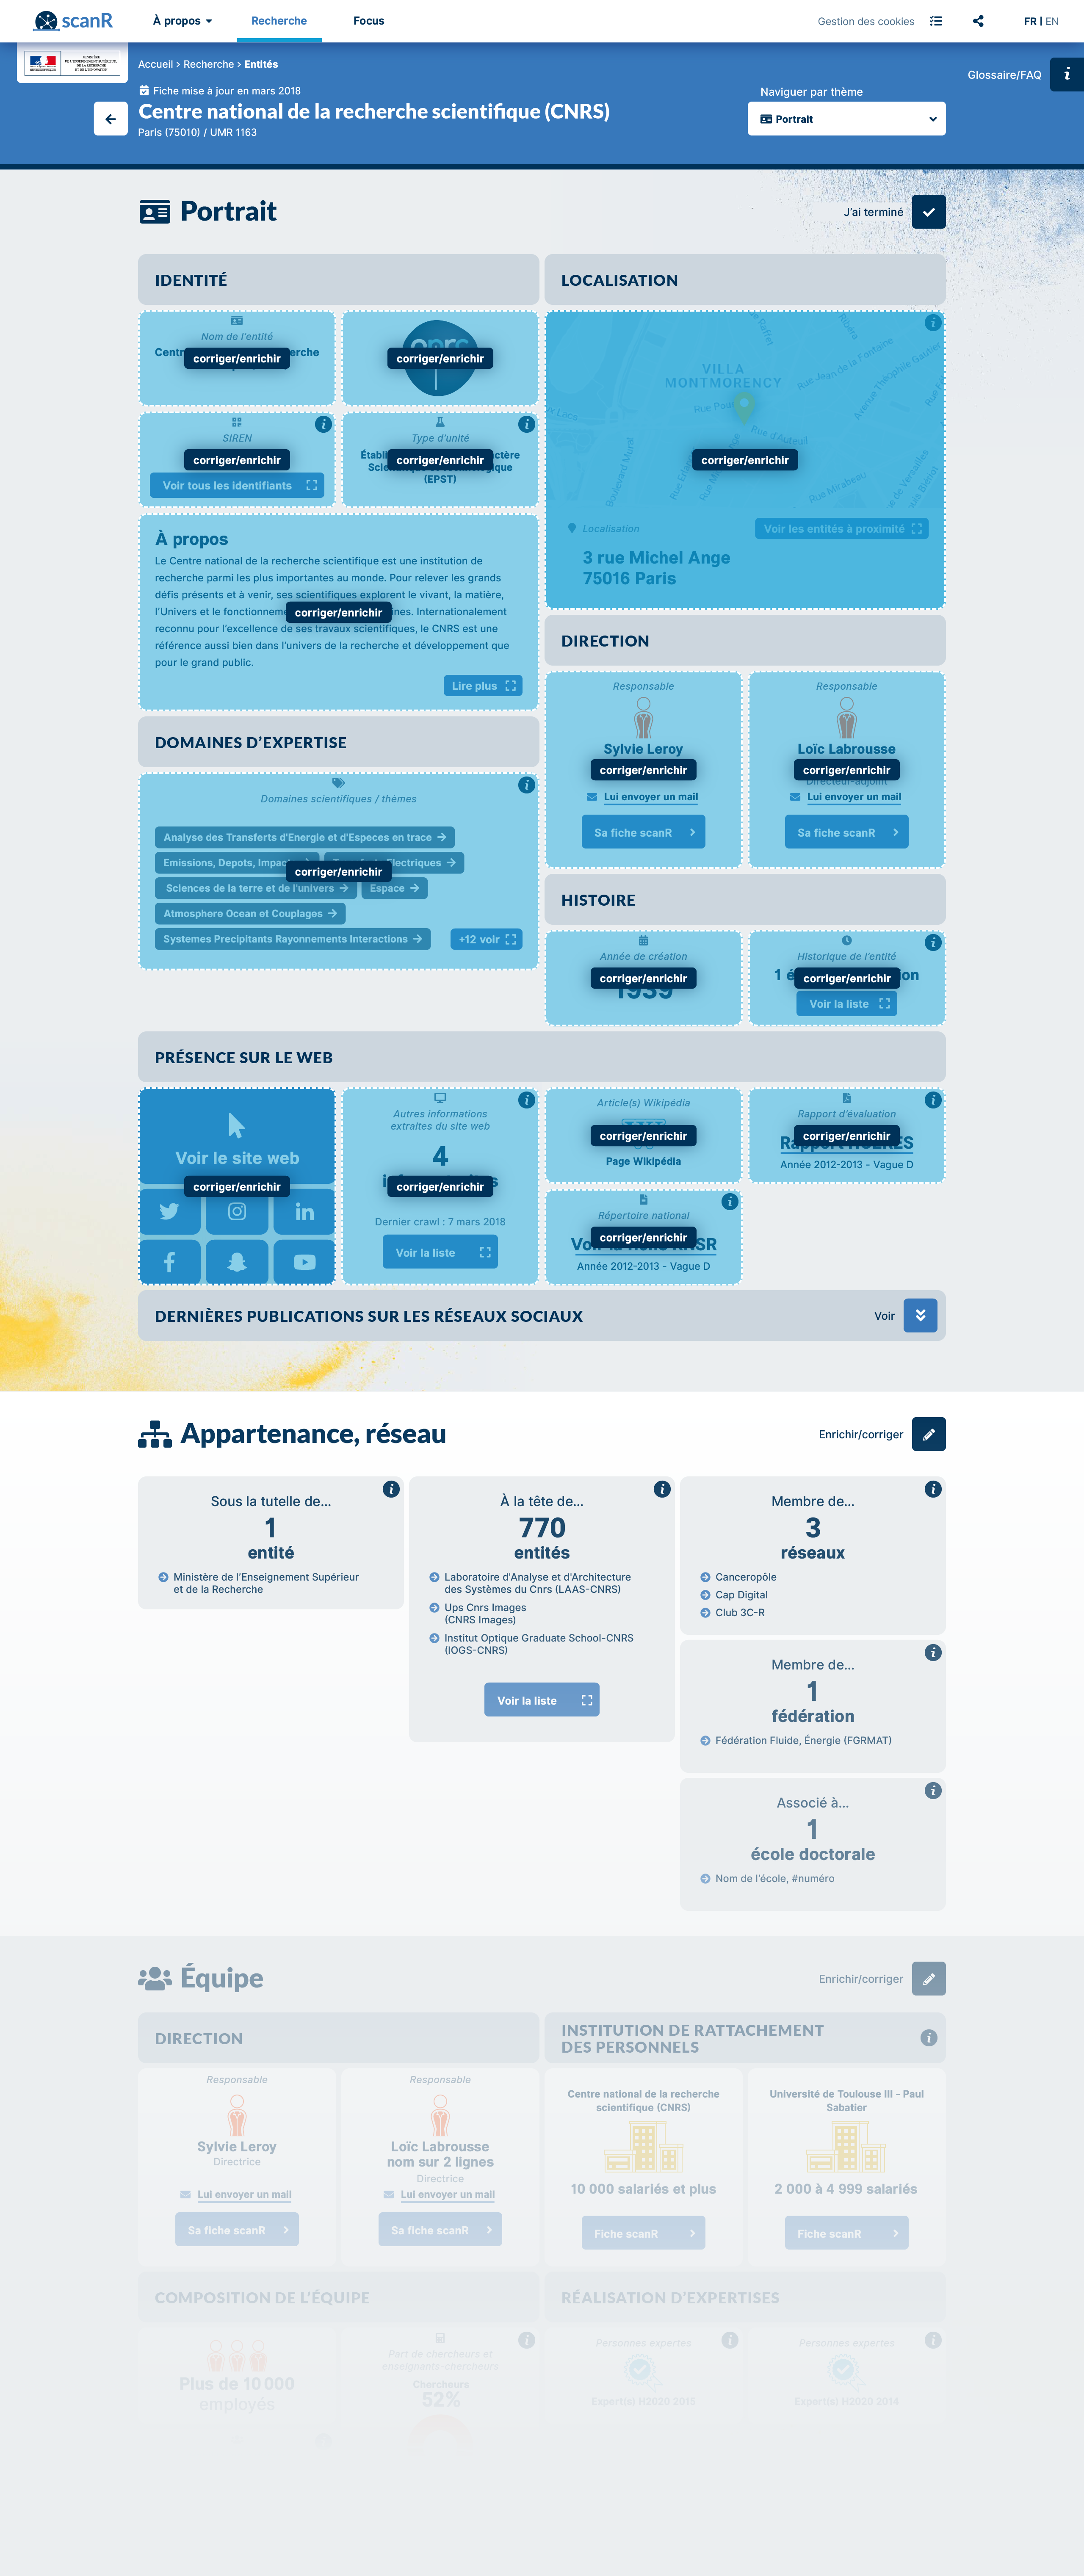 scanR
À propos
Recherche
Focus
Gestion des cookies
FR | EN
MINISTÈRE
DE L'ENSEIGNEMENT SUPÉRIEUR,
DE LA RECHERCHE
ET DE L'INNOVATION
Accueil > Recherche > Entités
Glossaire/FAQ
Fiche mise à jour en mars 2018
Centre national de la recherche scientifique (CNRS)
Paris (75010) / UMR 1163
Naviguer par thème
Portrait
Portrait
J'ai terminé
IDENTITÉ
Nom de l'entité
corriger/enrichir
corriger/enrichir
SIREN
corriger/enrichir
Voir tous les identifiants
Type d'unité
corriger/enrichir
(EPST)
À propos
Le Centre national de la recherche scientifique est une institution de
recherche parmi les plus importantes au monde. Pour relever les grands
défis présents et à venir, ses scientifiques explorent le vivant, la matière,
l'Univers et le
corriger/enrichir
Internationalement
reconnu pour l'excellence de ses travaux scientifiques, le CNRS est une
référence aussi bien dans l'univers de la recherche et développement que
pour le grand public.
Lire plus
DOMAINES D'EXPERTISE
Domaines scientifiques / thèmes
Analyse des Transferts d'Energie et d'Especes en trace
Emissions, Depots,
corriger/enrichir
Electriques
Sciences de la terre et de l'univers
Espace
Atmosphere Ocean et Couplages
Systemes Precipitants Rayonnements Interactions
+12 voir
LOCALISATION
VILLA
MONTMORENCY
Rue Jean de la Fontaine
Avenue Théophile Gautier
Rue d'Auteuil
Boulevard Murat
Rue Mirabeau
corriger/enrichir
Localisation
Voir les entités à proximité
3 rue Michel Ange
75016 Paris
DIRECTION
Responsable
Sylvie Leroy
corriger/enrichir
Lui envoyer un mail
Sa fiche scanR
Responsable
Loïc Labrousse
corriger/enrichir
Directeur-adjoint
Lui envoyer un mail
Sa fiche scanR
HISTOIRE
Année de création
corriger/enrichir
1939
Historique de l'entité
corriger/enrichir
Voir la liste
PRÉSENCE SUR LE WEB
Voir le site web
corriger/enrichir
Autres informations
extraites du site web
4
corriger/enrichir
Dernier crawl : 7 mars 2018
Voir la liste
Article(s) Wikipédia
corriger/enrichir
Page Wikipédia
Rapport d'évaluation
corriger/enrichir
Année 2012-2013 - Vague D
Répertoire national
corriger/enrichir
Année 2012-2013 - Vague D
DERNIÈRES PUBLICATIONS SUR LES RÉSEAUX SOCIAUX
Voir
Appartenance, réseau
Enrichir/corriger
Sous la tutelle de...
1
entité
Ministère de l'Enseignement Supérieur
et de la Recherche
À la tête de...
770
entités
Laboratoire d'Analyse et d'Architecture
des Systèmes du Cnrs (LAAS-CNRS)
Ups Cnrs Images
(CNRS Images)
Institut Optique Graduate School-CNRS
(IOGS-CNRS)
Voir la liste
Membre de...
3
réseaux
Canceropôle
Cap Digital
Club 3C-R
Membre de...
1
fédération
Fédération Fluide, Énergie (FGRMAT)
Associé à...
1
école doctorale
Nom de l'école, #numéro
Équipe
Enrichir/corriger
DIRECTION
Responsable
Sylvie Leroy
Directrice
Lui envoyer un mail
Sa fiche scanR
Responsable
Loïc Labrousse
nom sur 2 lignes
Directrice
Lui envoyer un mail
Sa fiche scanR
INSTITUTION DE RATTACHEMENT
DES PERSONNELS
Centre national de la recherche
scientifique (CNRS)
10 000 salariés et plus
Fiche scanR
Université de Toulouse III - Paul
Sabatier
2 000 à 4 999 salariés
Fiche scanR
COMPOSITION DE L'ÉQUIPE
Plus de 10 000
employés
Part de chercheurs et
enseignants-chercheurs
Chercheurs
52%
RÉALISATION D'EXPERTISES
Personnes expertes
Expert(s) H2020 2015
Personnes expertes
Expert(s) H2020 2014